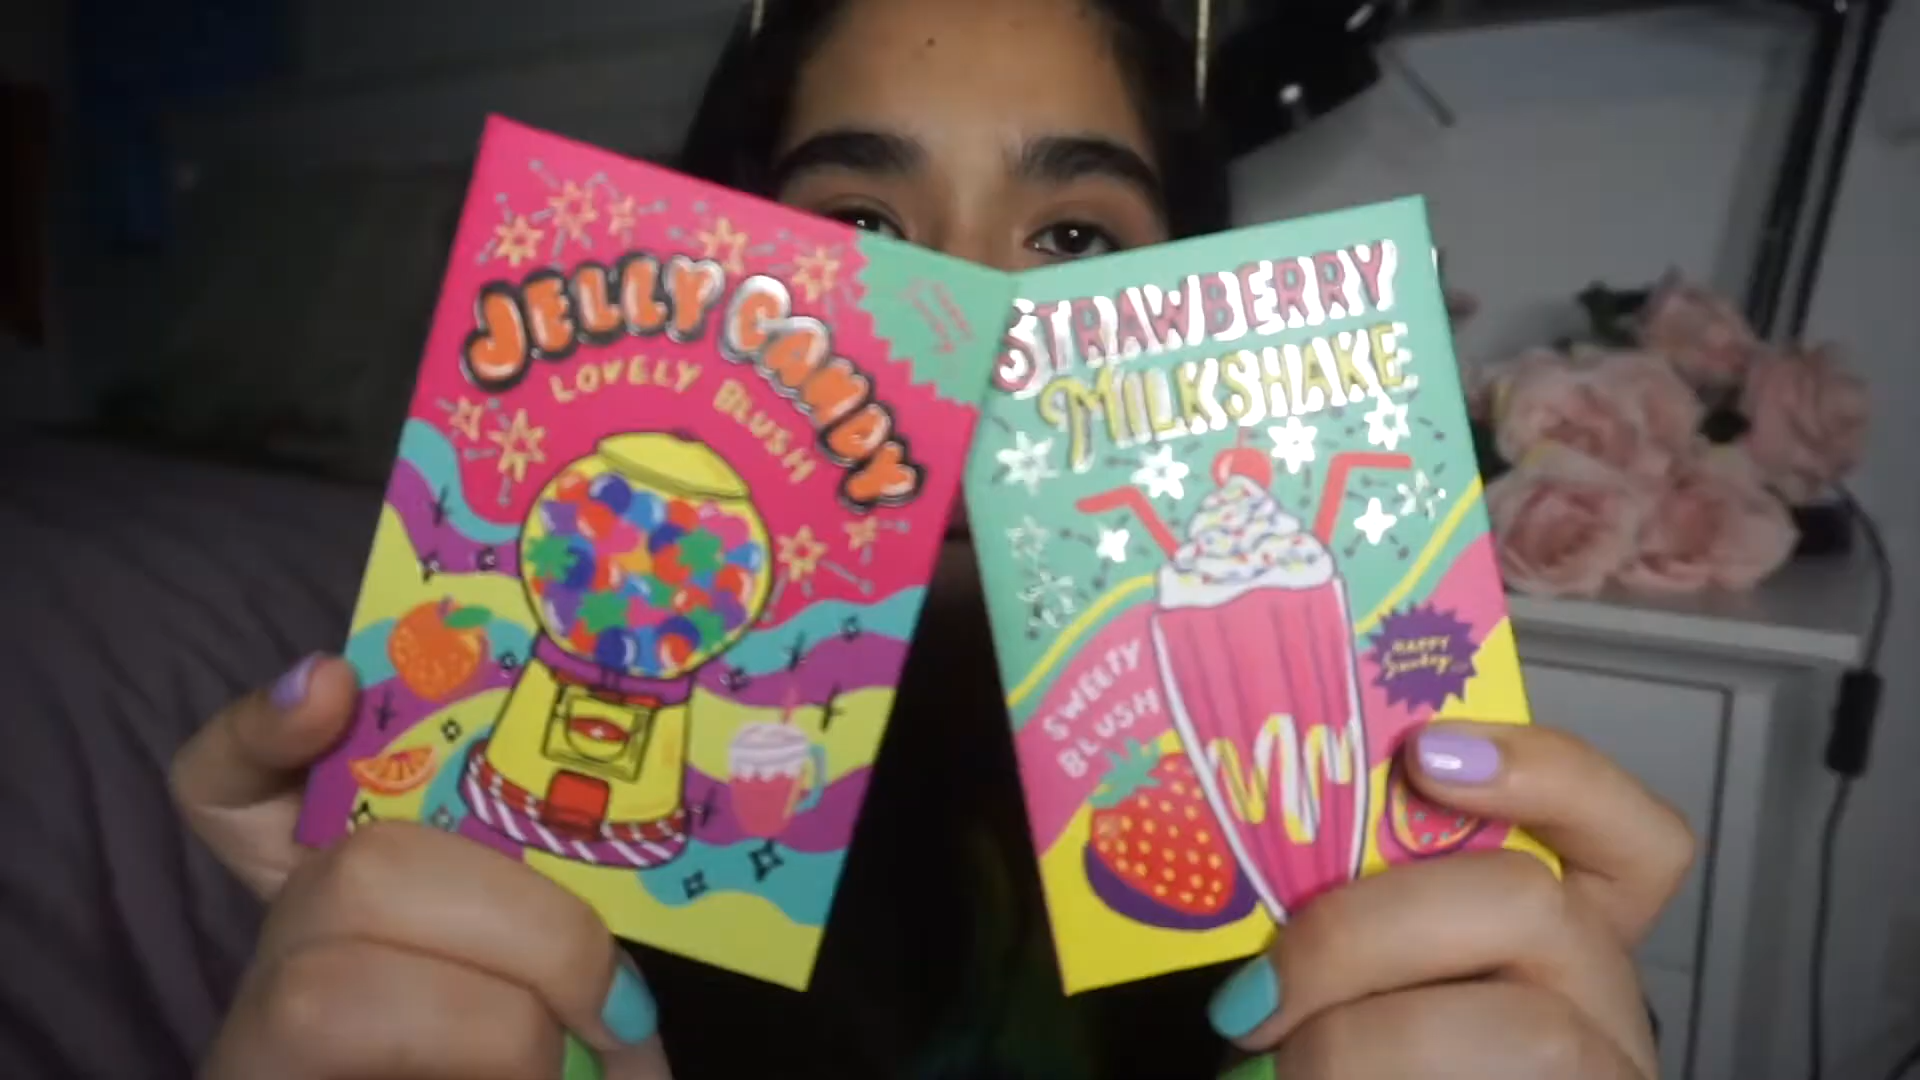 JELLY CANDY
LOVELY BLUSH
STRAWBERRY
MILKSHAKE
SWEETY
BLUSH
HAPPY
Sunday...